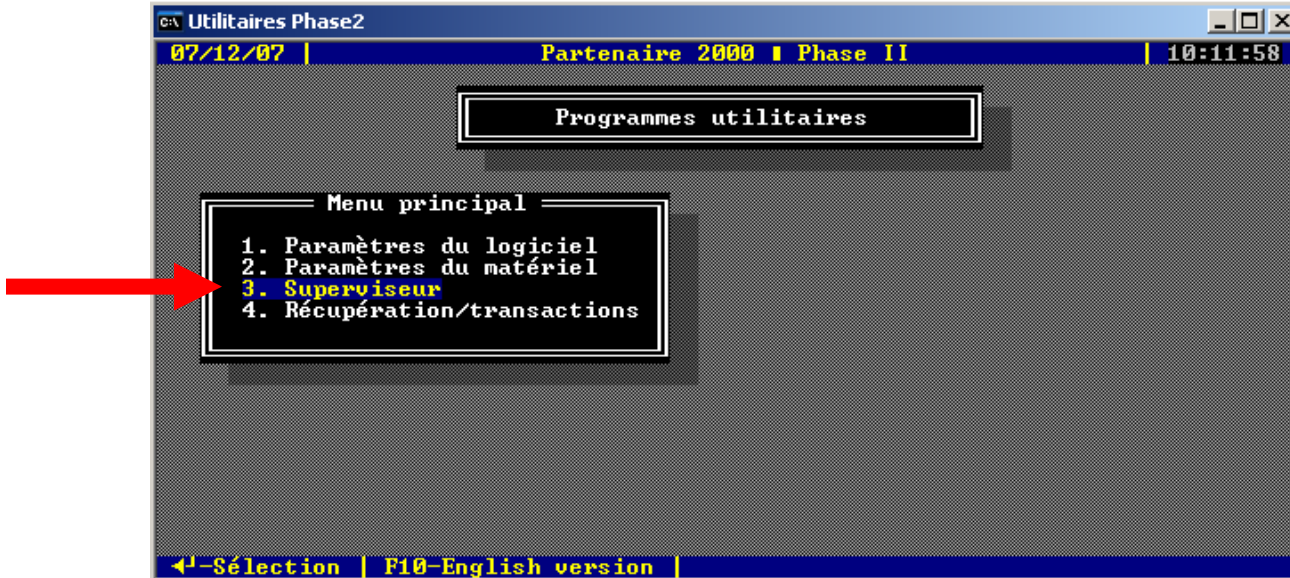 Utilitaires Phase2
07/12/07 | Partenaire 2000 ▮ Phase II | 10:11:58
Programmes utilitaires
Menu principal
1. Paramètres du logiciel
2. Paramètres du matériel
3. Superviseur
4. Récupération/transactions
◄┘-Sélection | F10-English version |